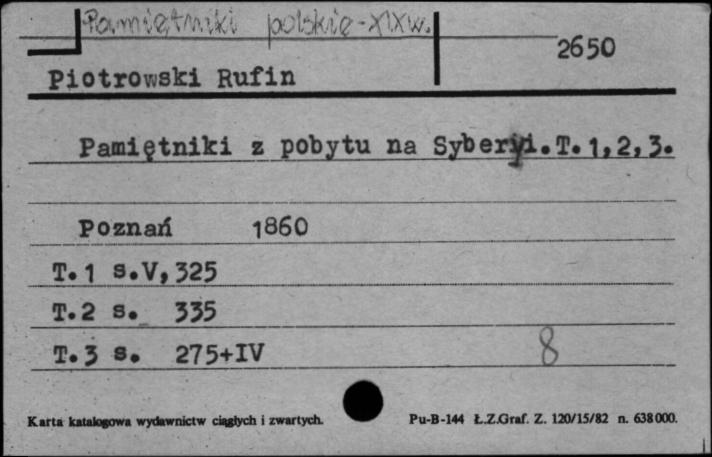 Pamiętniki polskie - XIX w.
2650
Piotrowski Rufin
Pamiętniki z pobytu na Syberyi. T. 1, 2, 3.
Poznań 1860
T. 1 s. V, 325
T. 2 s. 335
T. 3 s. 275+IV
8
Karta katalogowa wydawnictw ciągłych i zwartych. Pu-B-144 Ł.Z.Graf. Z. 120/15/82 n. 638000.